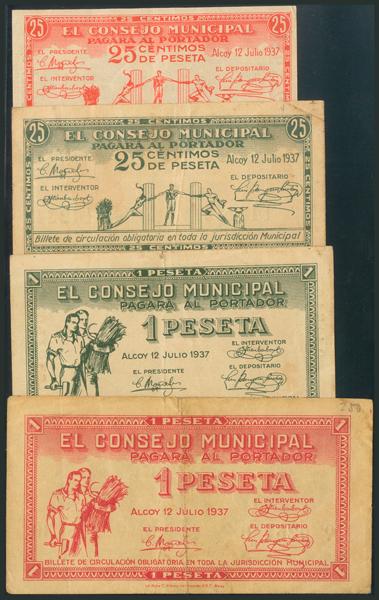 25 CENTIMOS
25 EL CONSEJO MUNICIPAL 25
PAGARÁ AL PORTADOR
25 CENTIMOS DE PESETA
Alcoy 12 Julio 1937
EL PRESIDENTE
EL DEPOSITARIO
EL INTERVENTOR
25 CENTIMOS
25 EL CONSEJO MUNICIPAL 25
PAGARÁ AL PORTADOR
25 CENTIMOS DE PESETA
Alcoy 12 Julio 1937
EL PRESIDENTE
EL DEPOSITARIO
EL INTERVENTOR
Billete de circulación obligatoria en toda la jurisdicción Municipal
25 CENTIMOS
1 PESETA
EL CONSEJO MUNICIPAL
PAGARÁ AL PORTADOR
1 PESETA
ALCOY 12 JULIO 1937
EL INTERVENTOR
EL PRESIDENTE
EL DEPOSITARIO
1 PESETA
250
EL CONSEJO MUNICIPAL
PAGARÁ AL PORTADOR
1 PESETA
ALCOY 12 JULIO 1937
EL INTERVENTOR
EL PRESIDENTE
EL DEPOSITARIO
BILLETE DE CIRCULACIÓN OBLIGATORIA EN TODA LA JURISDICCIÓN MUNICIPAL
1 PESETA